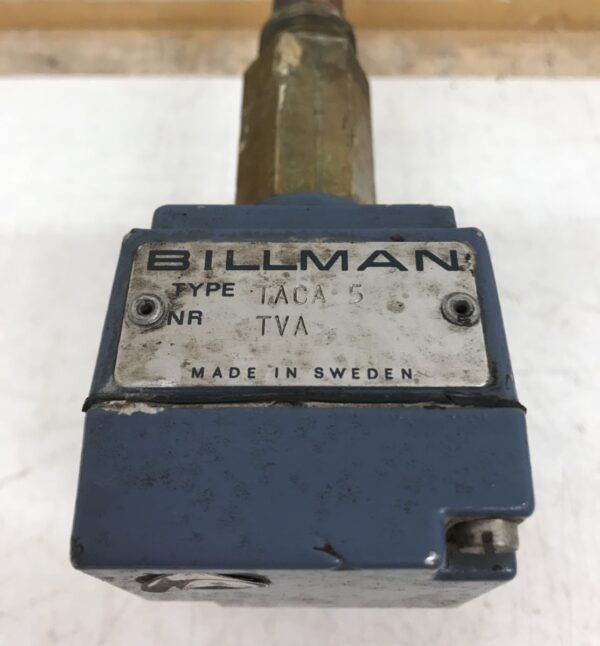 BILLMAN
TYPE TACA 5
NR TVA
MADE IN SWEDEN